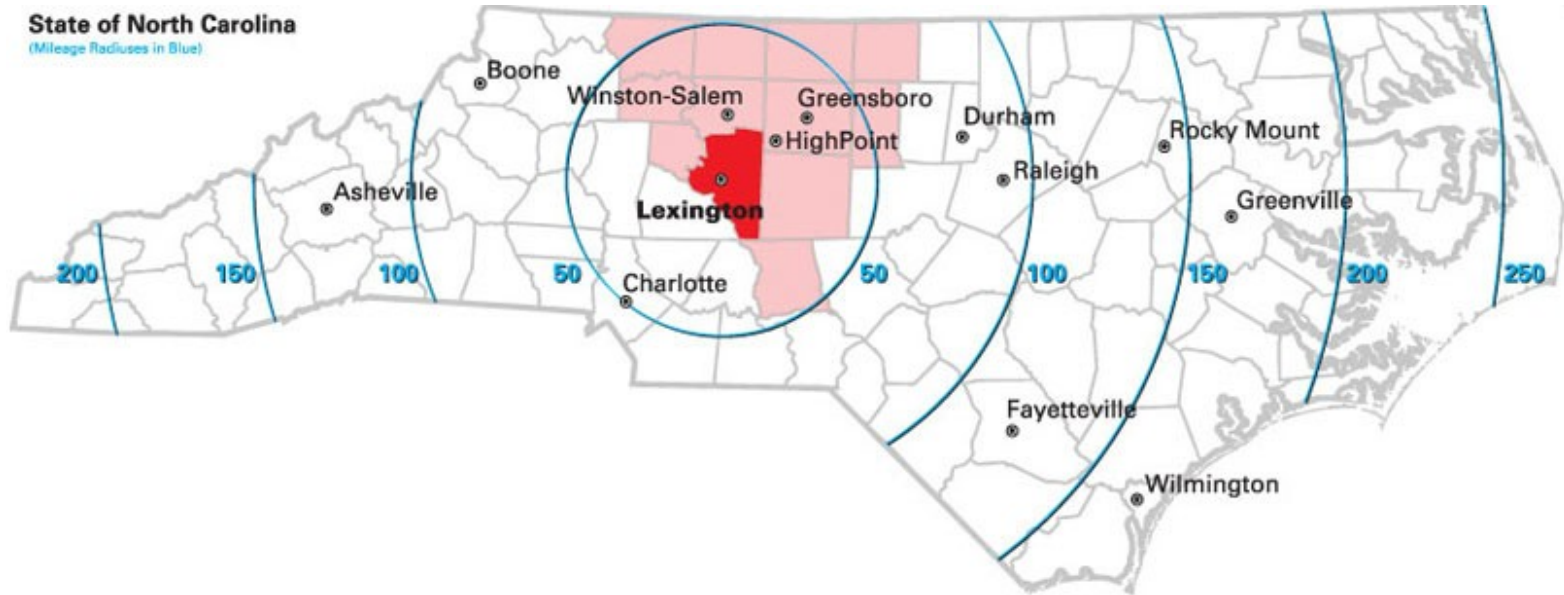 State of North Carolina
(Mileage Radiuses in Blue)
Boone
Winston-Salem
Greensboro
HighPoint
Durham
Rocky Mount
Raleigh
Asheville
Greenville
Lexington
200
150
100
50
50
100
150
200
250
Charlotte
Fayetteville
Wilmington